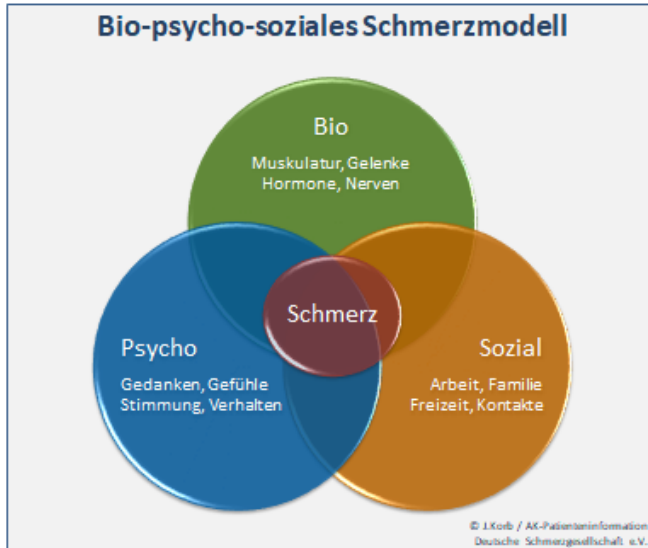 Bio-psycho-soziales Schmerzmodell
Bio
Muskulatur, Gelenke
Hormone, Nerven
Schmerz
Psycho
Gedanken, Gefühle
Stimmung, Verhalten
Sozial
Arbeit, Familie
Freizeit, Kontakte
© J.Korb / AK-Patienteninformation
Deutsche Schmerzgesellschaft e.V.